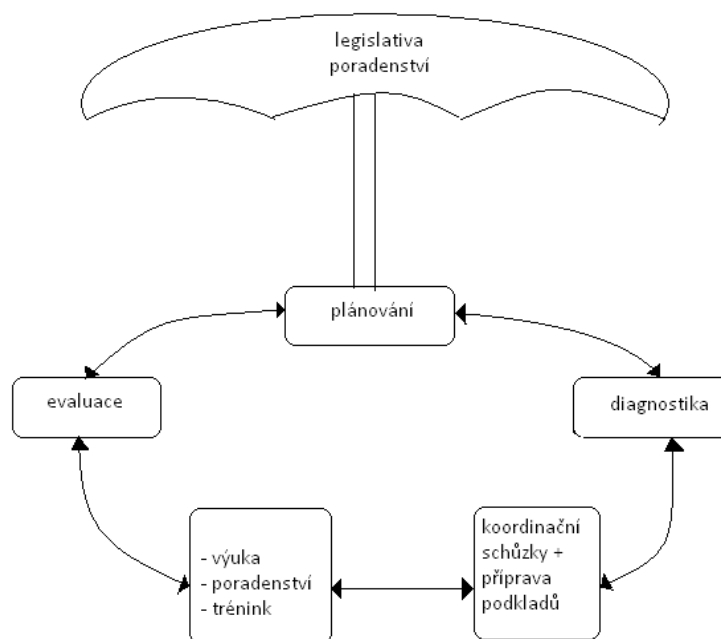 legislativa
poradenství
plánování
evaluace
diagnostika
- výuka
- poradenství
- trénink
koordinační
schůzky +
příprava
podkladů